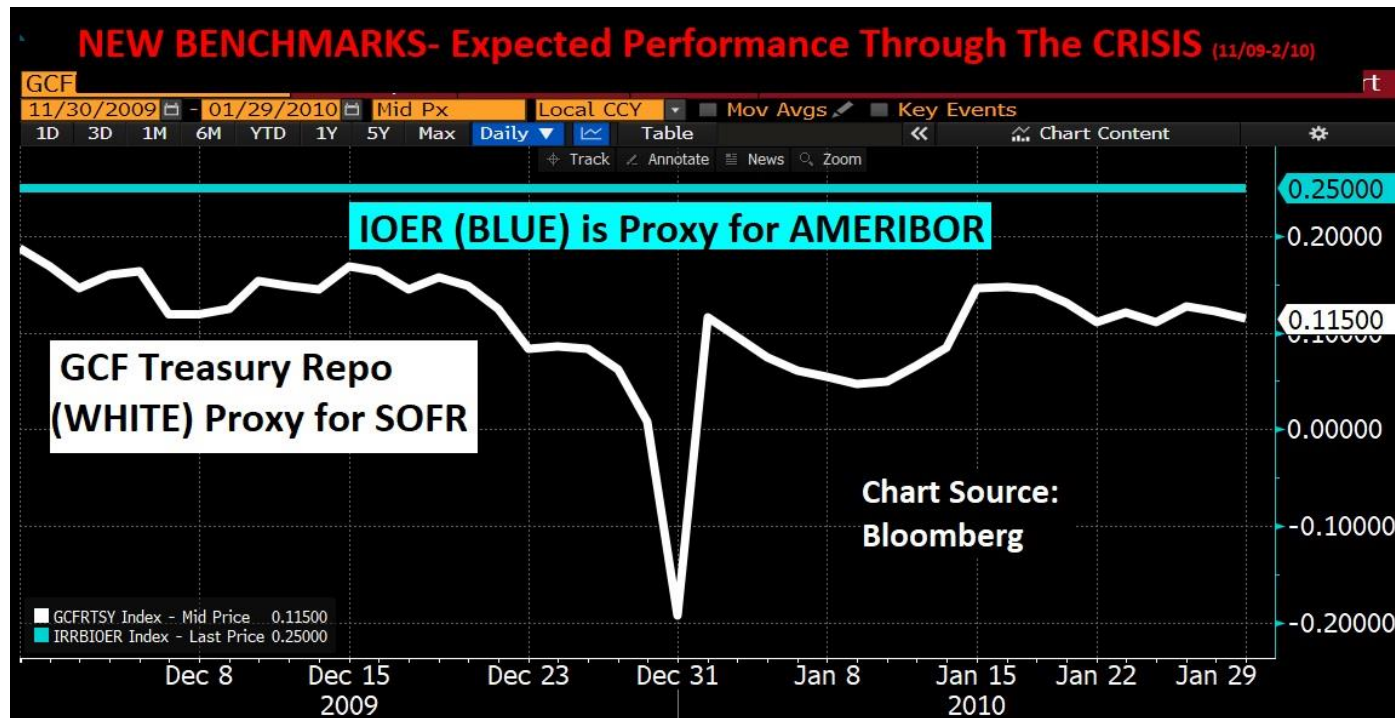 NEW BENCHMARKS- Expected Performance Through The CRISIS (11/09-2/10)
GCF
rt
11/30/2009 - 01/29/2010 Mid Px Local CCY Mov Avgs Key Events
1D 3D 1M 6M YTD 1Y 5Y Max Daily ▼ Table « Chart Content
Track Annotate News Zoom
0.25000
IOER (BLUE) is Proxy for AMERIBOR
0.20000
0.11500
0.10000
GCF Treasury Repo
(WHITE) Proxy for SOFR
0.00000
Chart Source:
Bloomberg
-0.10000
GCFRTSY Index - Mid Price 0.11500
IRRBIOER Index - Last Price 0.25000
-0.20000
Dec 8 Dec 15 Dec 23 Dec 31 Jan 8 Jan 15 Jan 22 Jan 29
2009 2010